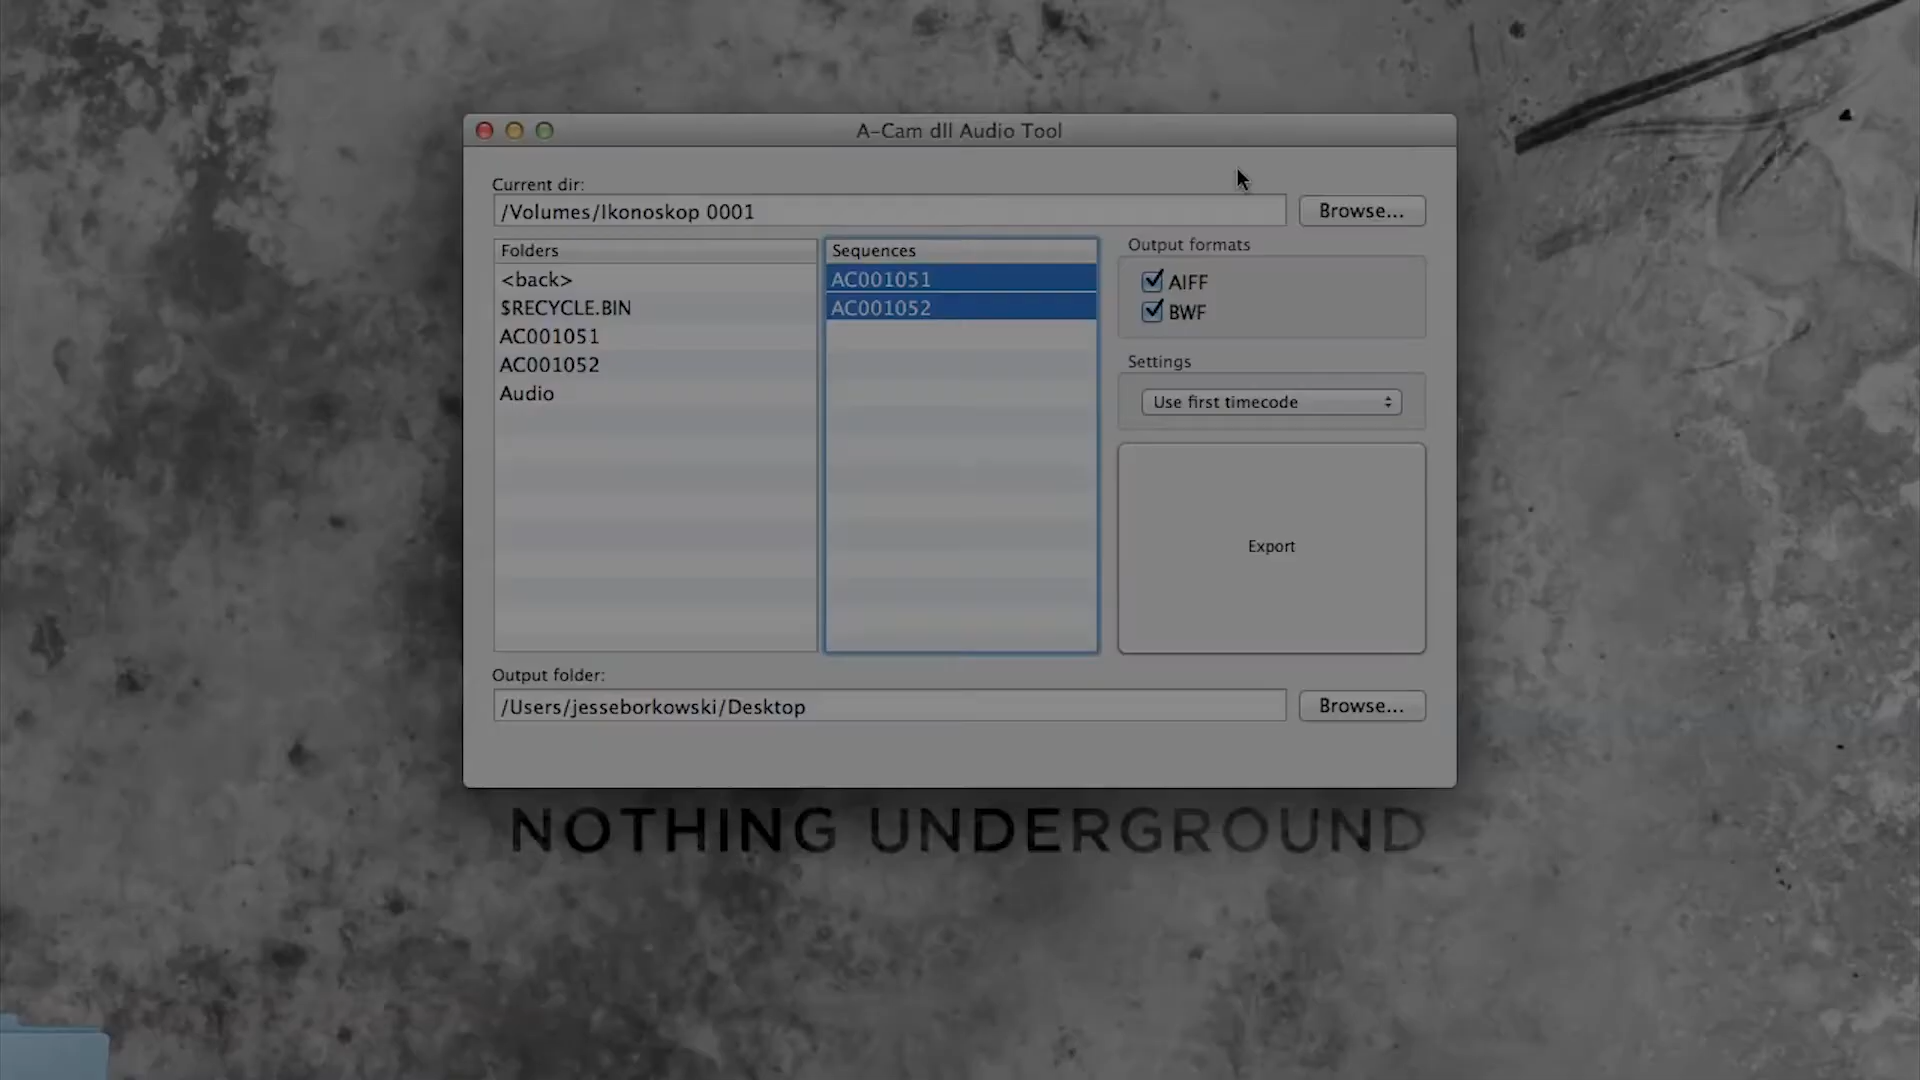 A-Cam dll Audio Tool
Current dir:
/Volumes/Ikonoskop 0001
Browse...
Folders
<back>
$RECYCLE.BIN
AC001051
AC001052
Audio
Sequences
AC001051
AC001052
Output formats
AIFF
BWF
Settings
Use first timecode
Export
Output folder:
/Users/jesseborkowski/Desktop
Browse...
NOTHING UNDERGROUND